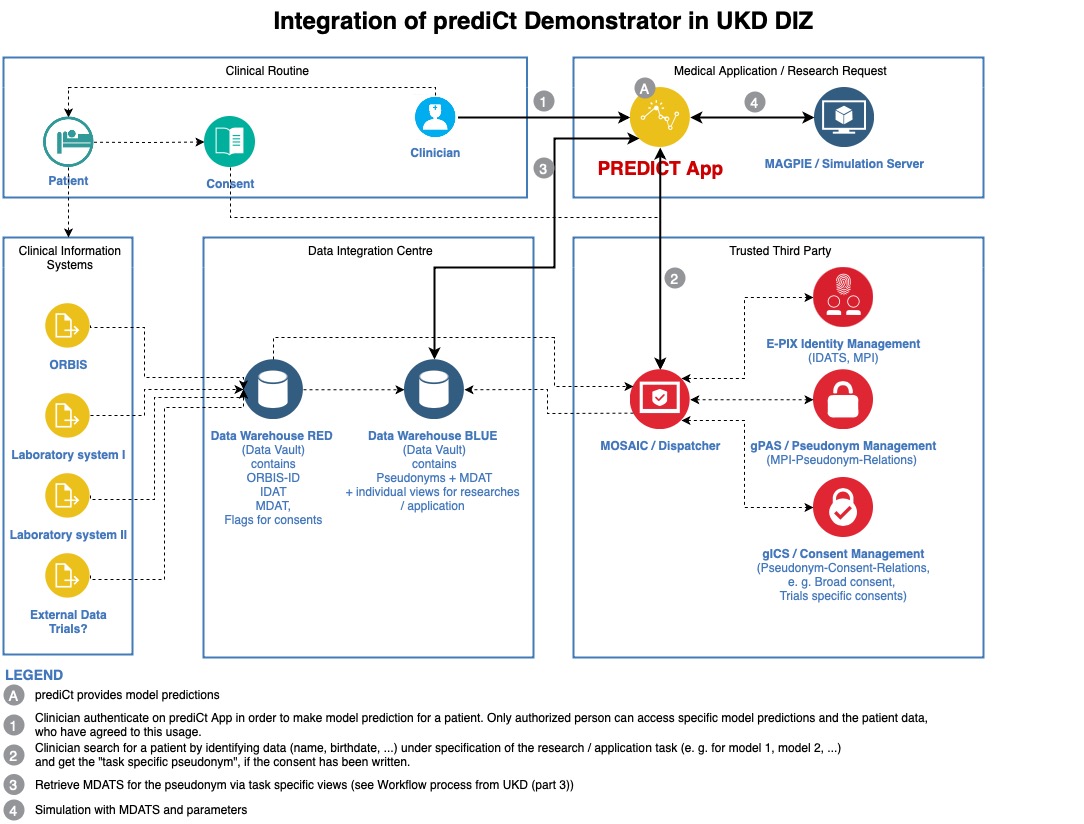 Integration of prediCt Demonstrator in UKD DIZ
Clinical Routine
Patient
Consent
Clinician
1
3
Medical Application / Research Request
A
4
PREDICT App
MAGPIE / Simulation Server
2
Clinical Information
Systems
ORBIS
Laboratory system I
Laboratory system II
External Data
Trials?
Data Integration Centre
Data Warehouse RED
(Data Vault)
contains
ORBIS-ID
IDAT
MDAT,
Flags for consents
Data Warehouse BLUE
(Data Vault)
contains
Pseudonyms + MDAT
+ individual views for researches
/ application
Trusted Third Party
MOSAIC / Dispatcher
E-PIX Identity Management
(IDATS, MPI)
gPAS / Pseudonym Management
(MPI-Pseudonym-Relations)
gICS / Consent Management
(Pseudonym-Consent-Relations,
e. g. Broad consent,
Trials specific consents)
LEGEND
A prediCt provides model predictions
1 Clinician authenticate on prediCt App in order to make model prediction for a patient. Only authorized person can access specific model predictions and the patient data,
who have agreed to this usage.
2 Clinician search for a patient by identifying data (name, birthdate, ...) under specification of the research / application task (e. g. for model 1, model 2, ...)
and get the "task specific pseudonym", if the consent has been written.
3 Retrieve MDATS for the pseudonym via task specific views (see Workflow process from UKD (part 3))
4 Simulation with MDATS and parameters